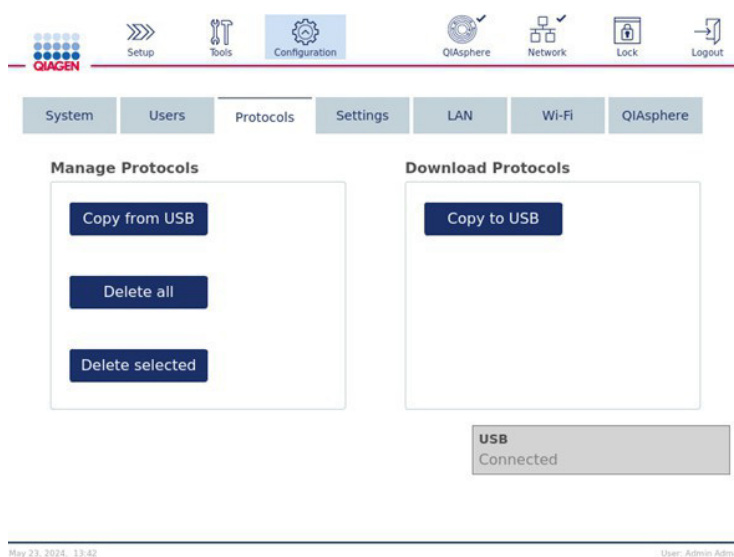 QIAGEN
Setup
Tools
Configuration
QIAsphere
Network
Lock
Logout
System
Users
Protocols
Settings
LAN
Wi-Fi
QIAsphere
Manage Protocols
Download Protocols
Copy from USB
Copy to USB
Delete all
Delete selected
USB
Connected
May 23, 2024, 13:42
User: Admin Adm